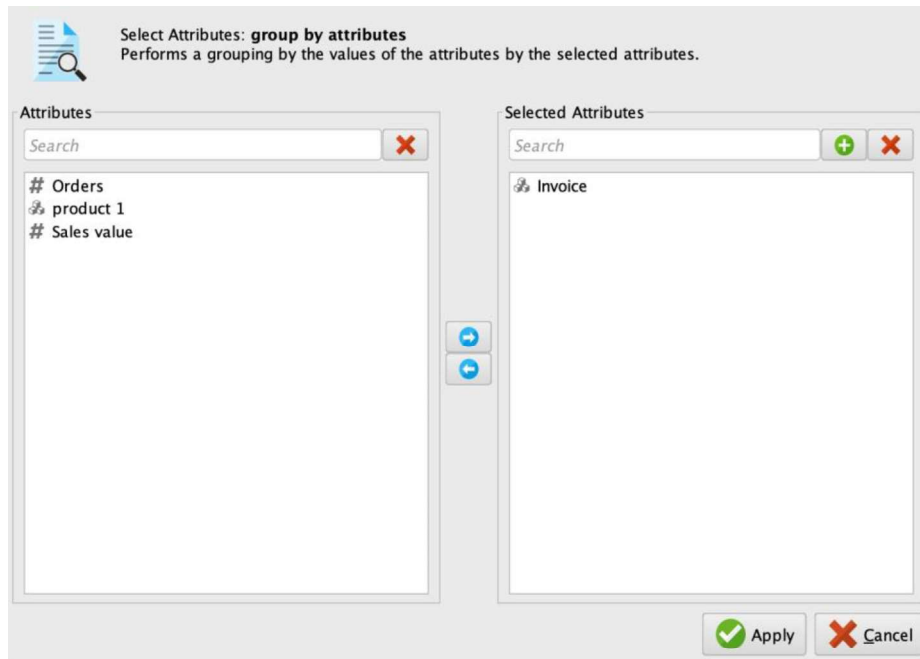 Select Attributes: group by attributes
Performs a grouping by the values of the attributes by the selected attributes.
Attributes
Search
# Orders
product 1
# Sales value
Selected Attributes
Search
Invoice
Apply
Cancel